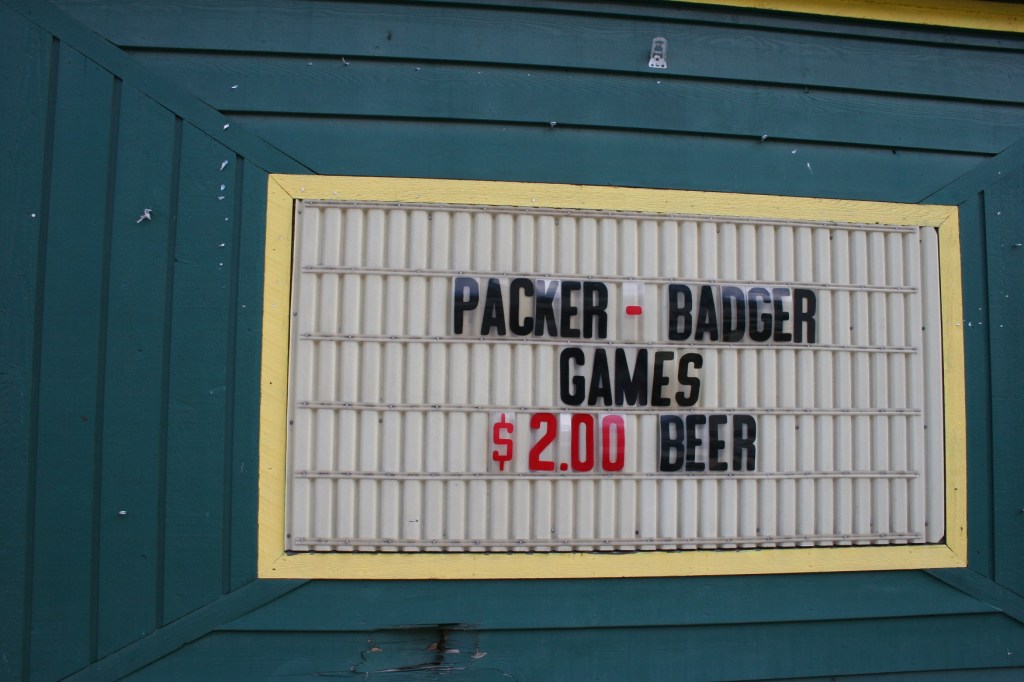 PACKER - BADGER
GAMES
$2.00 BEER